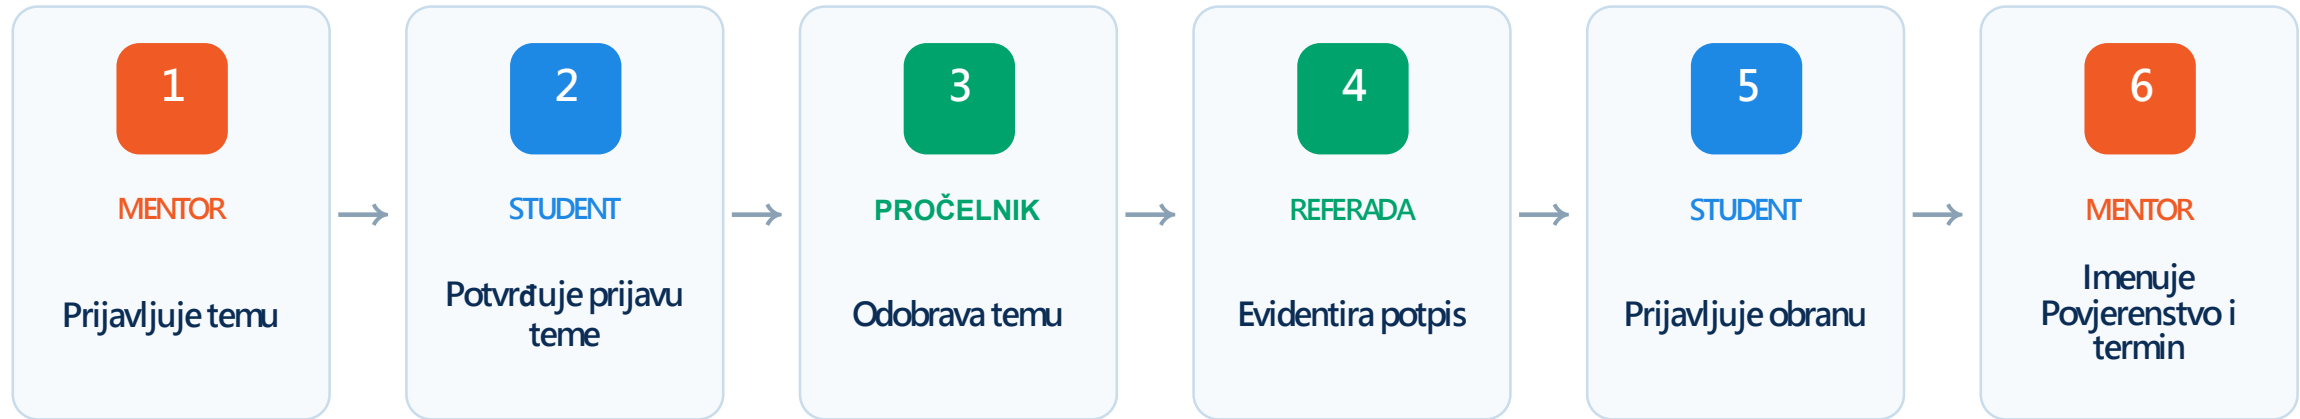 1
MENTOR
Prijavljuje temu
2
STUDENT
Potvrđuje prijavu
teme
3
PROČELNIK
Odobrava temu
4
REFERADA
Evidentira potpis
5
STUDENT
Prijavljuje obranu
6
MENTOR
Imenuje
Povjerenstvo i
termin